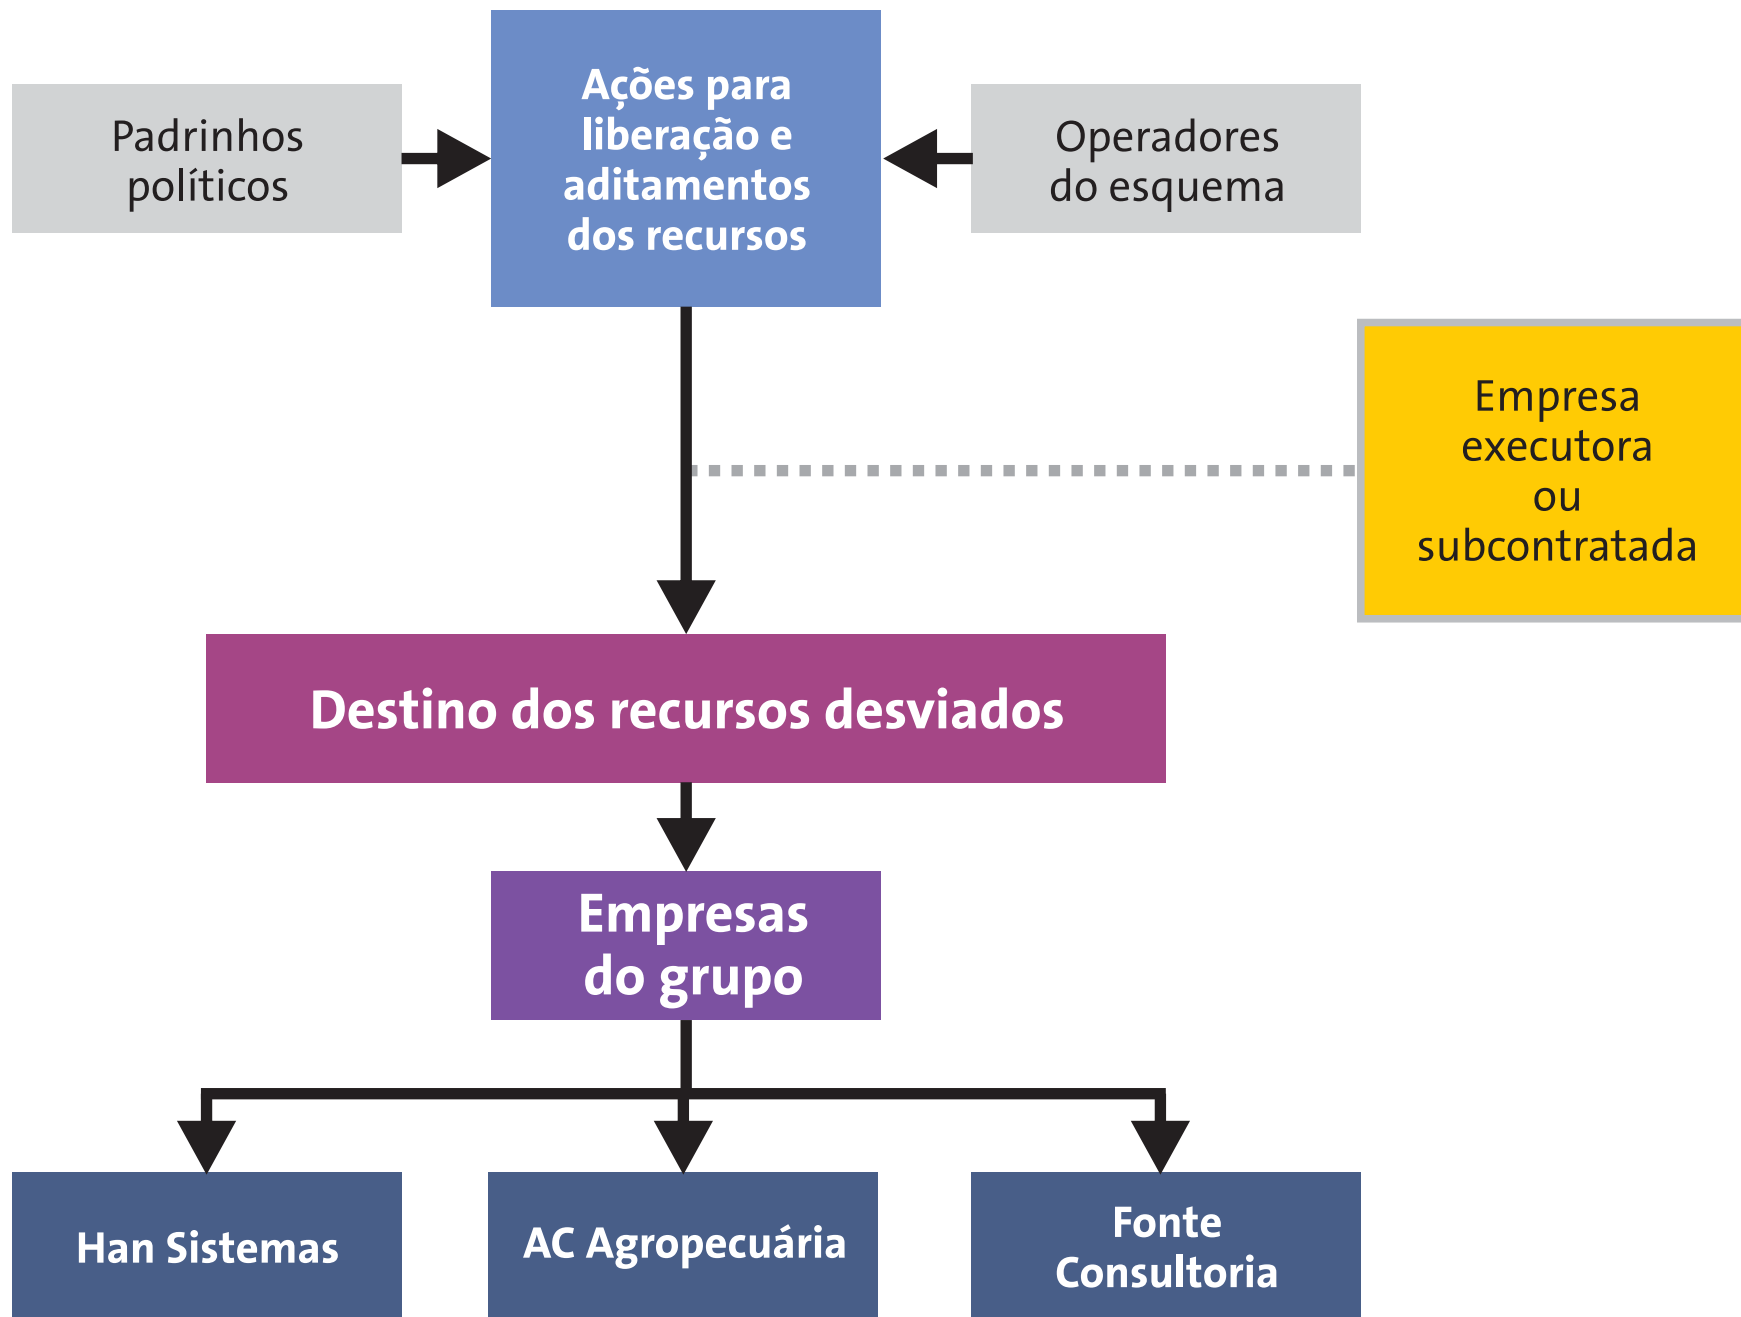 Padrinhos
políticos
Ações para
liberação e
aditamentos
dos recursos
Operadores
do esquema
Empresa
executora
ou
subcontratada
Destino dos recursos desviados
Empresas
do grupo
Han Sistemas
AC Agropecuária
Fonte
Consultoria